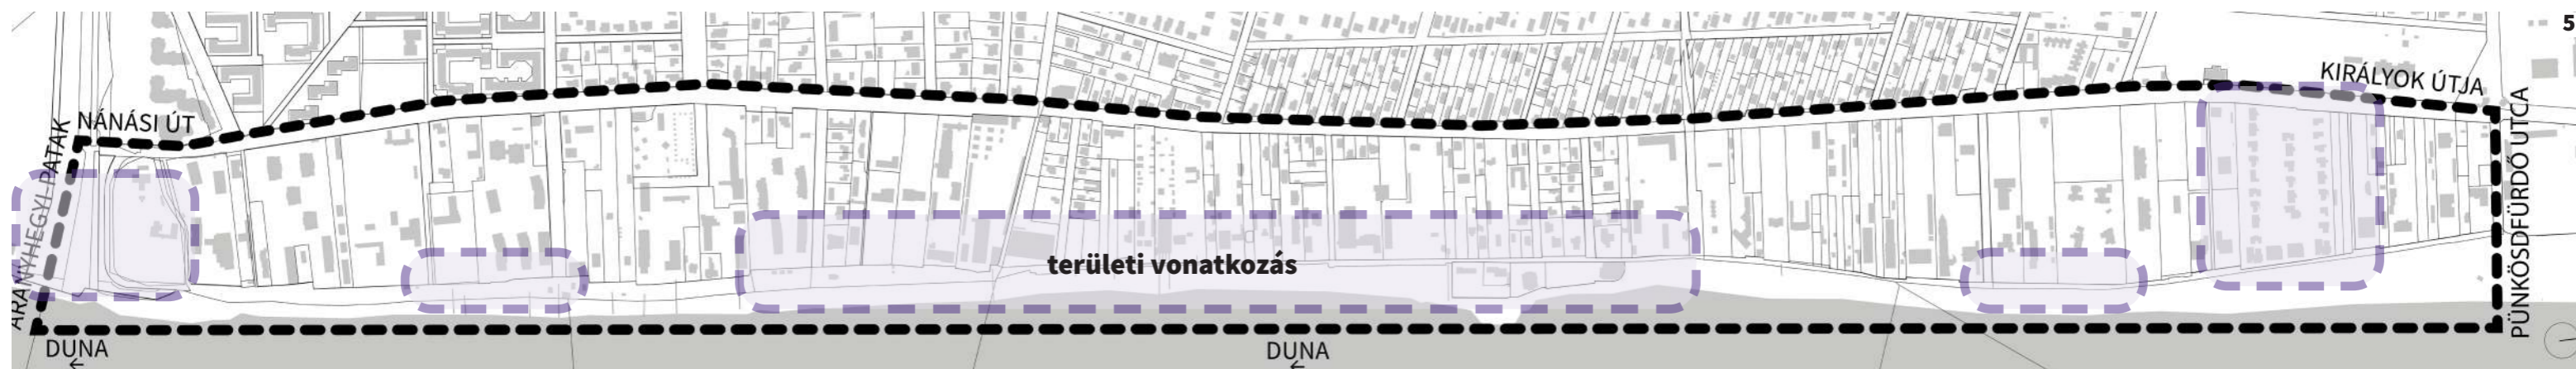 5
KIRÁLYOK ÚTJA
NÁNÁSI ÚT
ARANYHEGYI PATAK
PÜNKÖSDFÜRDŐ UTCA
területi vonatkozás
DUNA
←
DUNA
←